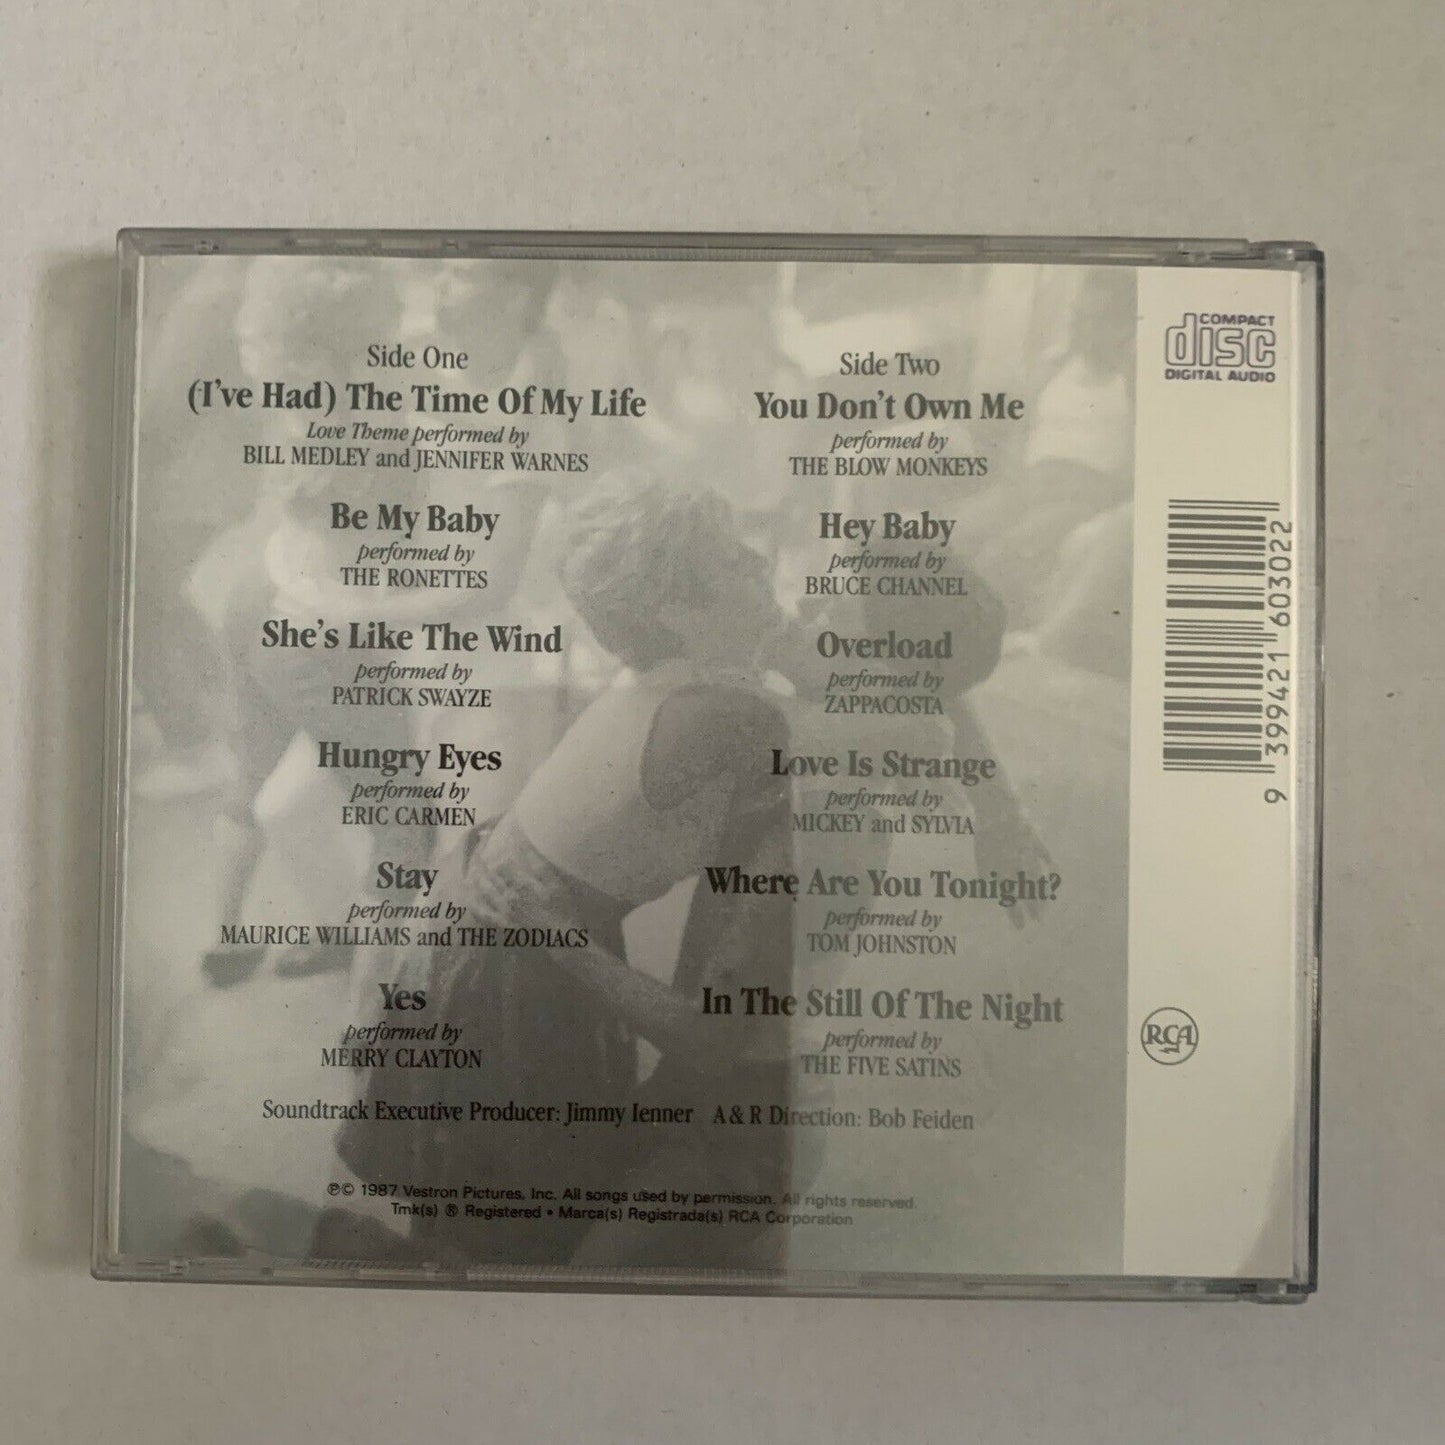 Side One
(I've Had) The Time Of My Life
Love Theme performed by
BILL MEDLEY and JENNIFER WARNES
Be My Baby
performed by
THE RONETTES
She's Like The Wind
performed by
PATRICK SWAYZE
Hungry Eyes
performed by
ERIC CARMEN
Stay
performed by
MAURICE WILLIAMS and THE ZODIACS
Yes
performed by
MERRY CLAYTON
Side Two
You Don't Own Me
performed by
THE BLOW MONKEYS
Hey Baby
performed by
BRUCE CHANNEL
Overload
performed by
ZAPPACOSTA
Love Is Strange
performed by
MICKEY and SYLVIA
Where Are You Tonight?
performed by
TOM JOHNSTON
In The Still Of The Night
performed by
THE FIVE SATINS
Soundtrack Executive Producer: Jimmy Ienner A & R Direction: Bob Feiden
℗© 1987 Vestron Pictures, Inc. All songs used by permission. All rights reserved.
Tmk(s) ® Registered • Marca(s) Registrada(s) RCA Corporation
COMPACT
disc
DIGITAL AUDIO
9 399421 603022
RCA